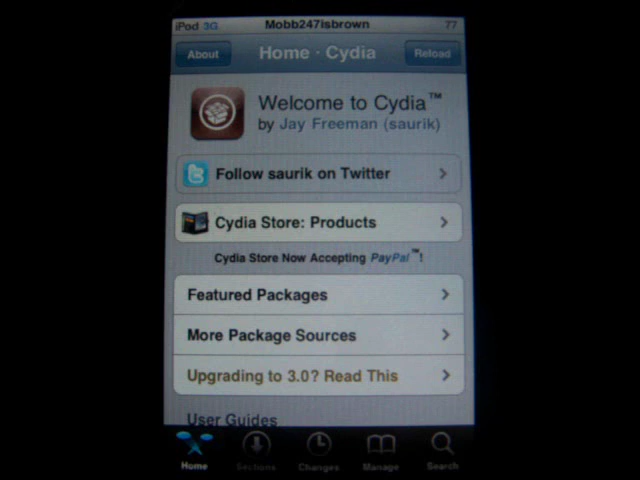 iPod 3G Mobb247isbrown 77
About Home · Cydia Reload
Welcome to Cydia™
by Jay Freeman (saurik)
Follow saurik on Twitter
Cydia Store: Products
Cydia Store Now Accepting PayPal™!
Featured Packages
More Package Sources
Upgrading to 3.0? Read This
User Guides
Home Sections Changes Manage Search